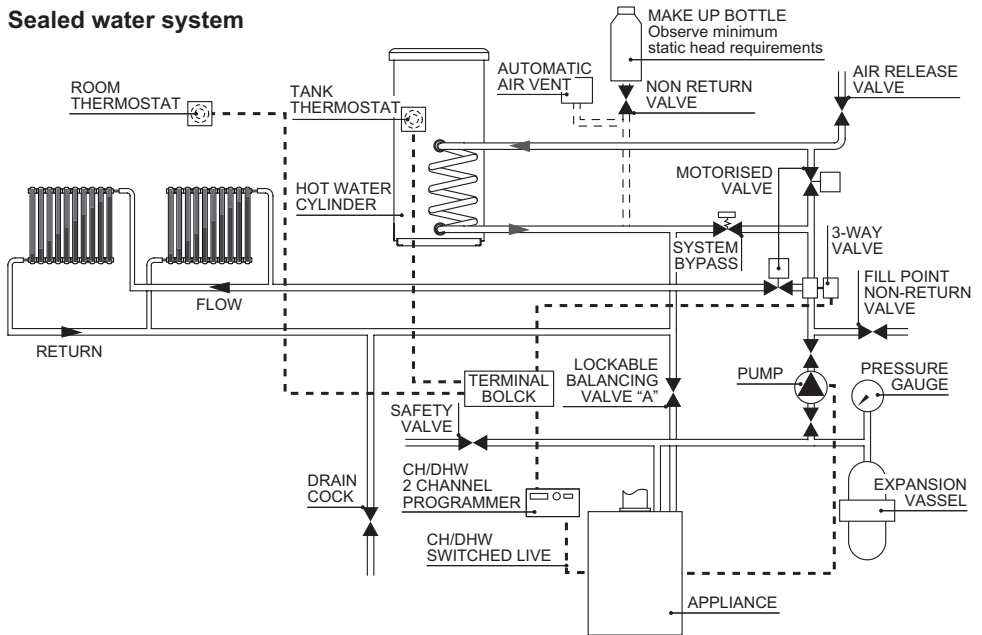 Sealed water system
MAKE UP BOTTLE
Observe minimum
static head requirements
AUTOMATIC
AIR VENT
NON RETURN
VALVE
AIR RELEASE
VALVE
ROOM
THERMOSTAT
TANK
THERMOSTAT
MOTORISED
VALVE
HOT WATER
CYLINDER
SYSTEM
BYPASS
3-WAY
VALVE
FILL POINT
NON-RETURN
VALVE
FLOW
RETURN
LOCKABLE
BALANCING
VALVE “A”
PUMP
PRESSURE
GAUGE
TERMINAL
BOLCK
SAFETY
VALVE
DRAIN
COCK
CH/DHW
2 CHANNEL
PROGRAMMER
EXPANSION
VASSEL
CH/DHW
SWITCHED LIVE
APPLIANCE